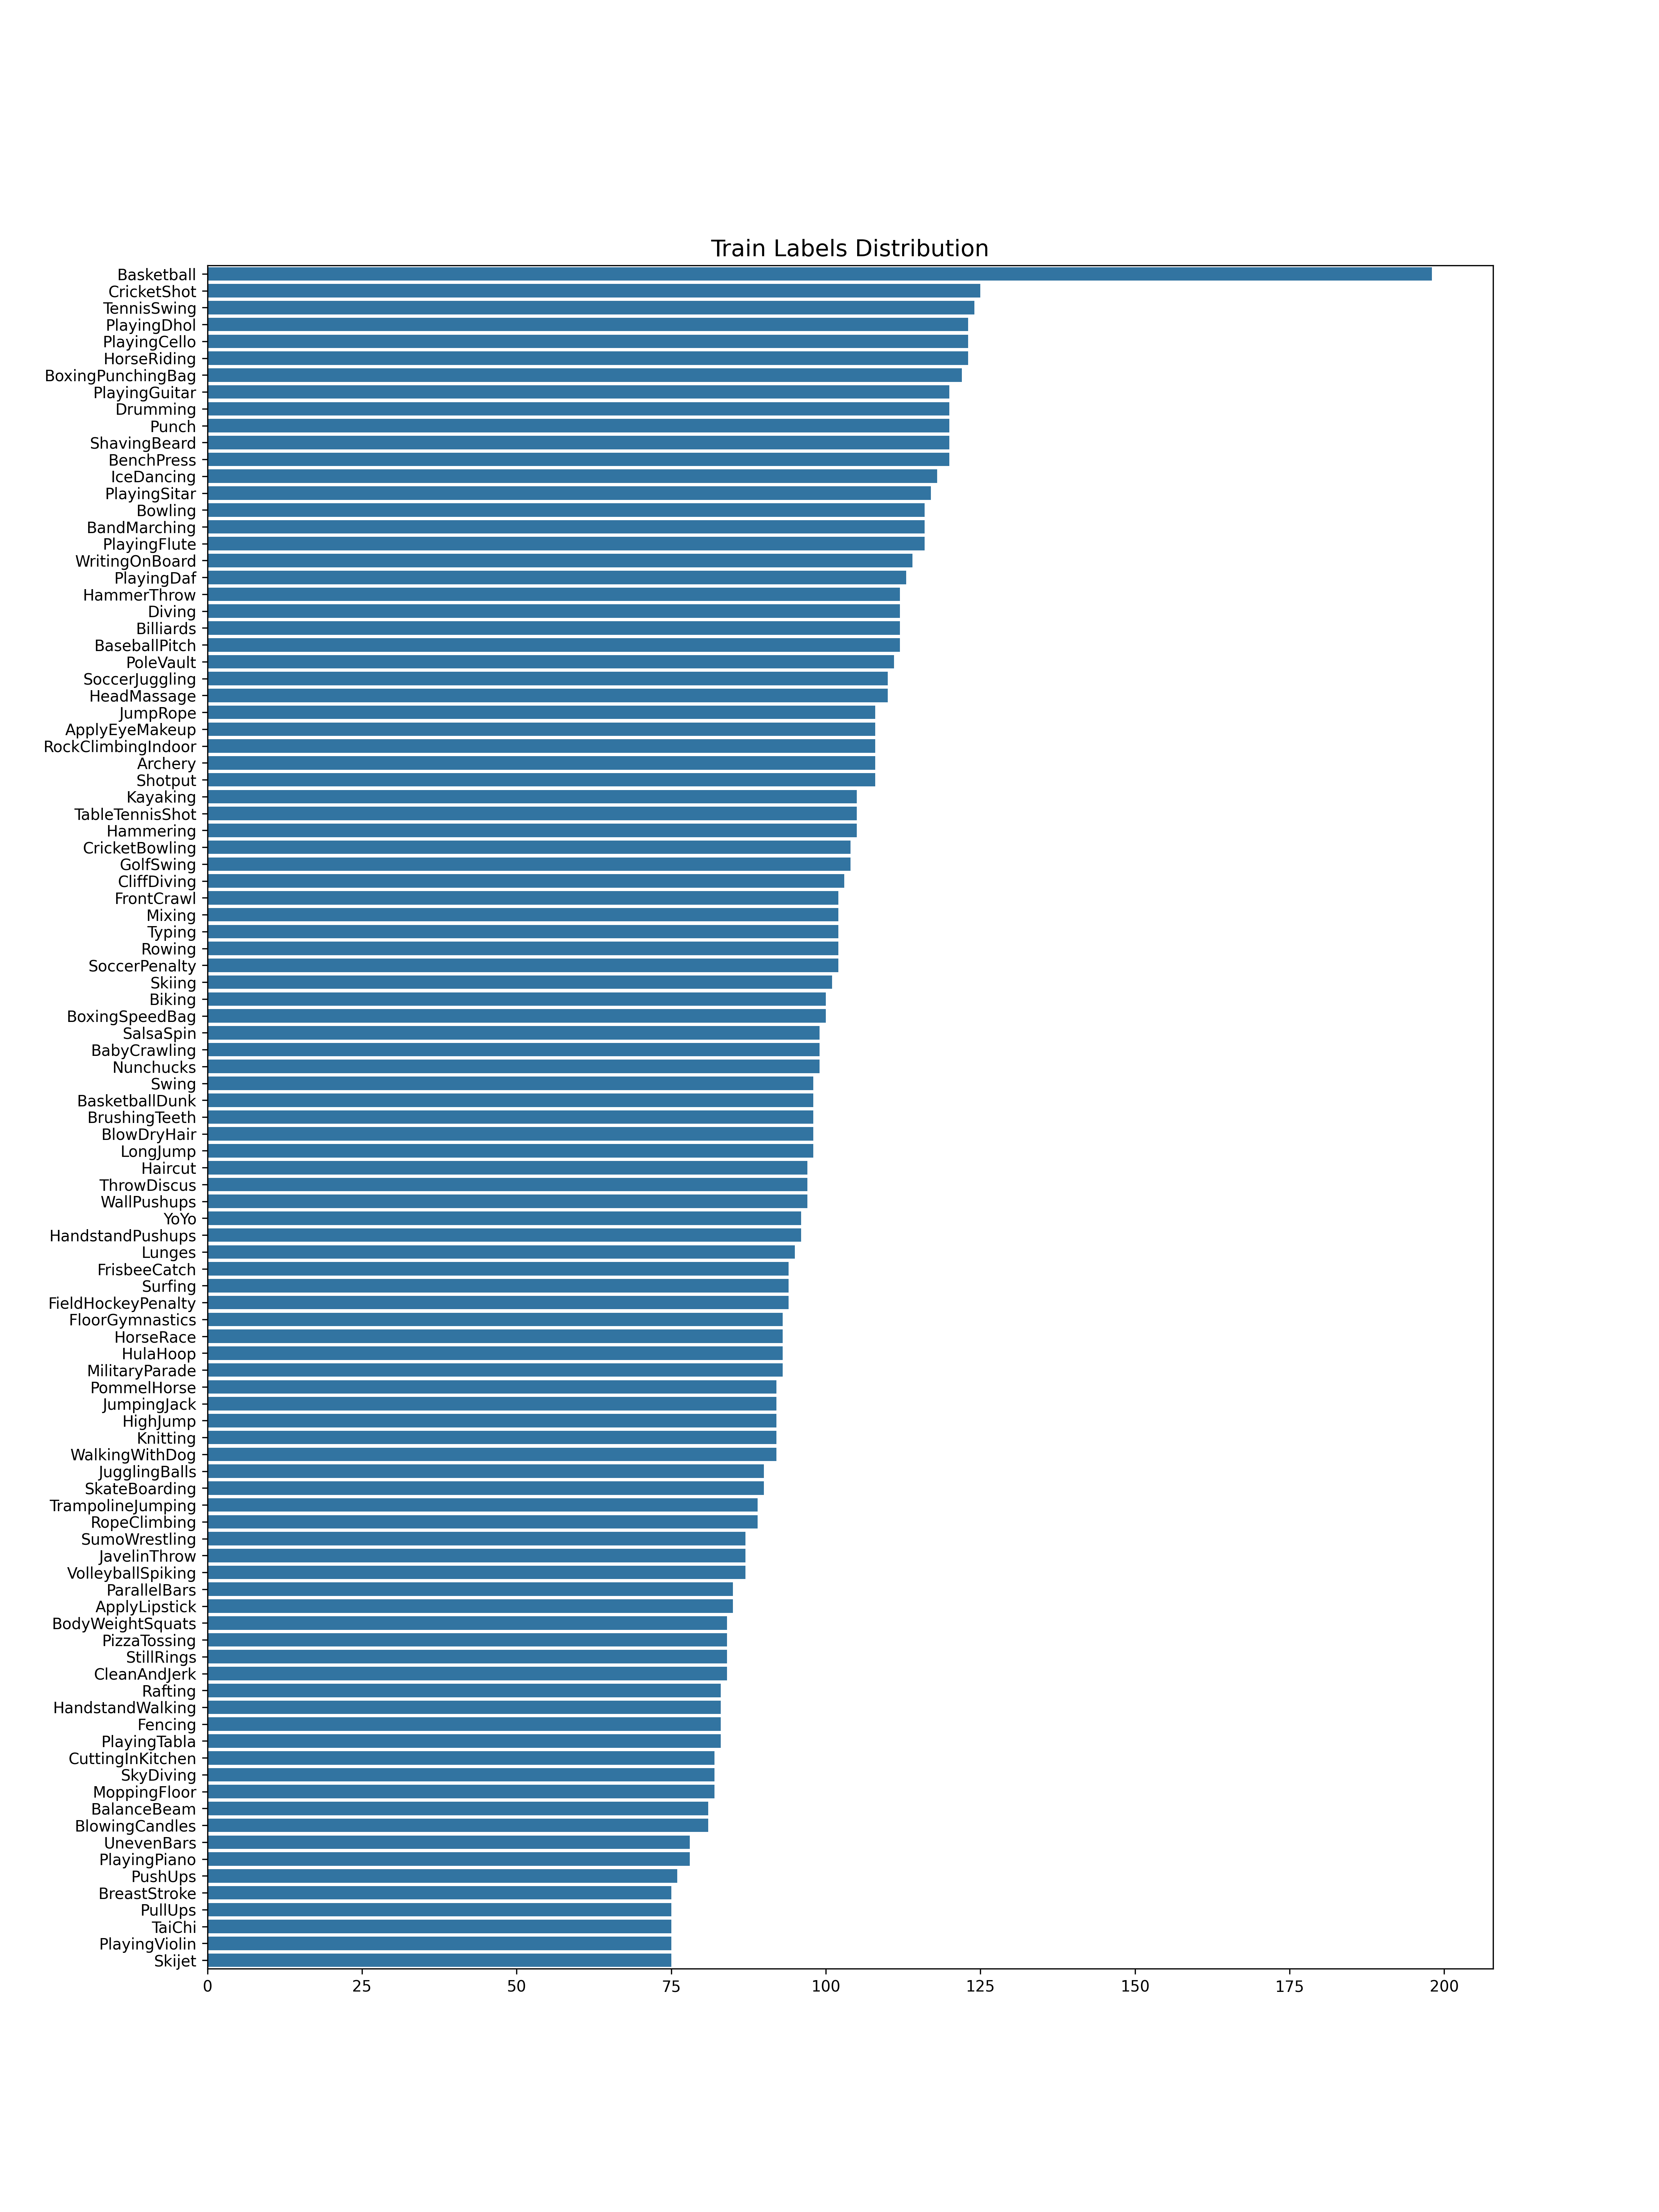 Train Labels Distribution
Basketball
CricketShot
TennisSwing
PlayingDhol
PlayingCello
HorseRiding
BoxingPunchingBag
PlayingGuitar
Drumming
Punch
ShavingBeard
BenchPress
IceDancing
PlayingSitar
Bowling
BandMarching
PlayingFlute
WritingOnBoard
PlayingDaf
HammerThrow
Diving
Billiards
BaseballPitch
PoleVault
SoccerJuggling
HeadMassage
JumpRope
ApplyEyeMakeup
RockClimbingIndoor
Archery
Shotput
Kayaking
TableTennisShot
Hammering
CricketBowling
GolfSwing
CliffDiving
FrontCrawl
Mixing
Typing
Rowing
SoccerPenalty
Skiing
Biking
BoxingSpeedBag
SalsaSpin
BabyCrawling
Nunchucks
Swing
BasketballDunk
BrushingTeeth
BlowDryHair
LongJump
Haircut
ThrowDiscus
WallPushups
YoYo
HandstandPushups
Lunges
FrisbeeCatch
Surfing
FieldHockeyPenalty
FloorGymnastics
HorseRace
HulaHoop
MilitaryParade
PommelHorse
JumpingJack
HighJump
Knitting
WalkingWithDog
JugglingBalls
SkateBoarding
TrampolineJumping
RopeClimbing
SumoWrestling
JavelinThrow
VolleyballSpiking
ParallelBars
ApplyLipstick
BodyWeightSquats
PizzaTossing
StillRings
CleanAndJerk
Rafting
HandstandWalking
Fencing
PlayingTabla
CuttingInKitchen
SkyDiving
MoppingFloor
BalanceBeam
BlowingCandles
UnevenBars
PlayingPiano
PushUps
BreastStroke
PullUps
TaiChi
PlayingViolin
Skijet
0 25 50 75 100 125 150 175 200